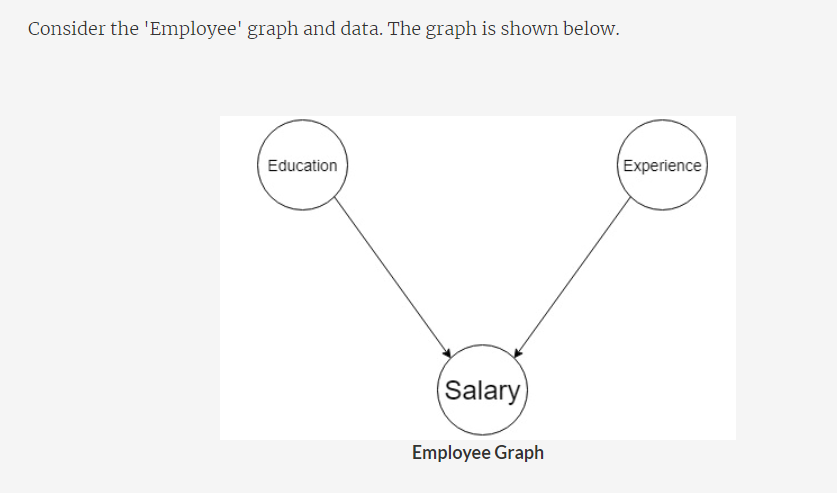 Consider the 'Employee' graph and data. The graph is shown below.
Education
Experience
Salary
Employee Graph